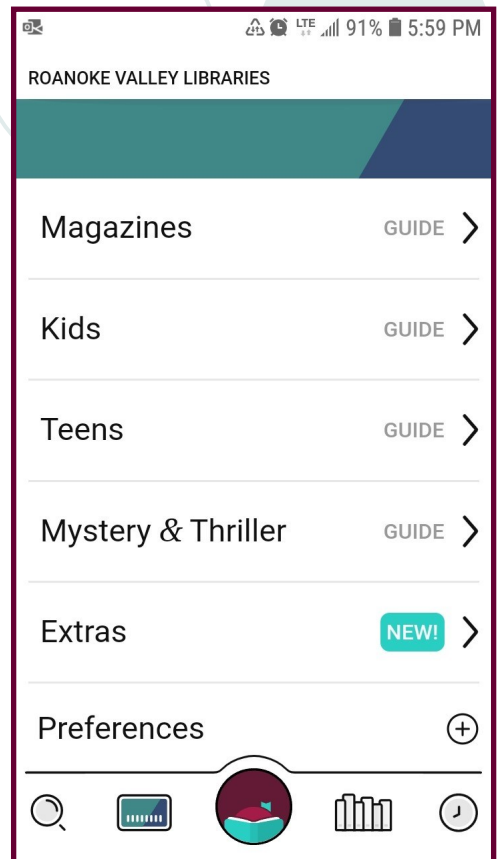 LTE 91% 5:59 PM
ROANOKE VALLEY LIBRARIES
Magazines GUIDE
Kids GUIDE
Teens GUIDE
Mystery & Thriller GUIDE
Extras NEW!
Preferences